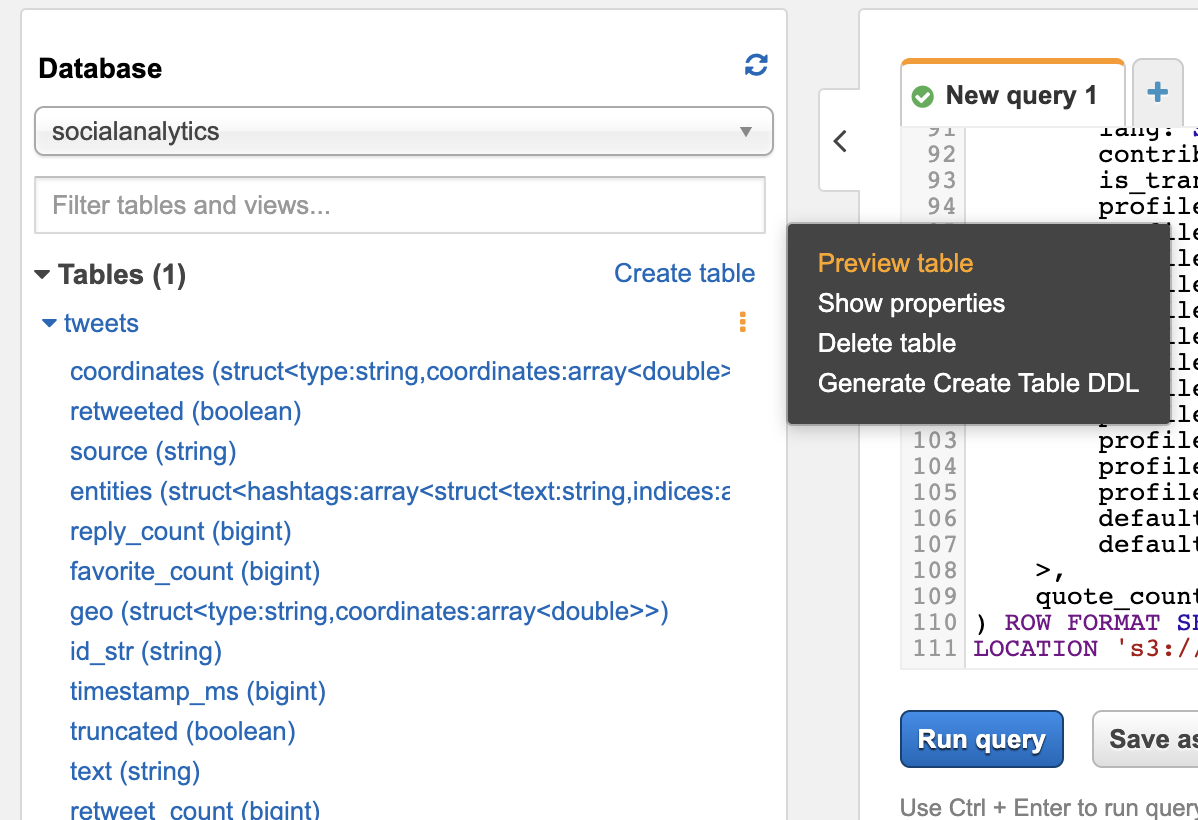 Database
socialanalytics
Filter tables and views...
Tables (1)
Create table
tweets
coordinates (struct<type:string,coordinates:array<double>
retweeted (boolean)
source (string)
entities (struct<hashtags:array<struct<text:string,indices:a
reply_count (bigint)
favorite_count (bigint)
geo (struct<type:string,coordinates:array<double>>)
id_str (string)
timestamp_ms (bigint)
truncated (boolean)
text (string)
retweet_count (bigint)
Preview table
Show properties
Delete table
Generate Create Table DDL
New query 1
+
91 lang:
92 contrib
93 is_tran
94 profile
103 profile
104 profile
105 profile
106 default
107 default
108 >,
109 quote_count
110 ) ROW FORMAT SE
111 LOCATION 's3://
Run query
Save as
Use Ctrl + Enter to run query